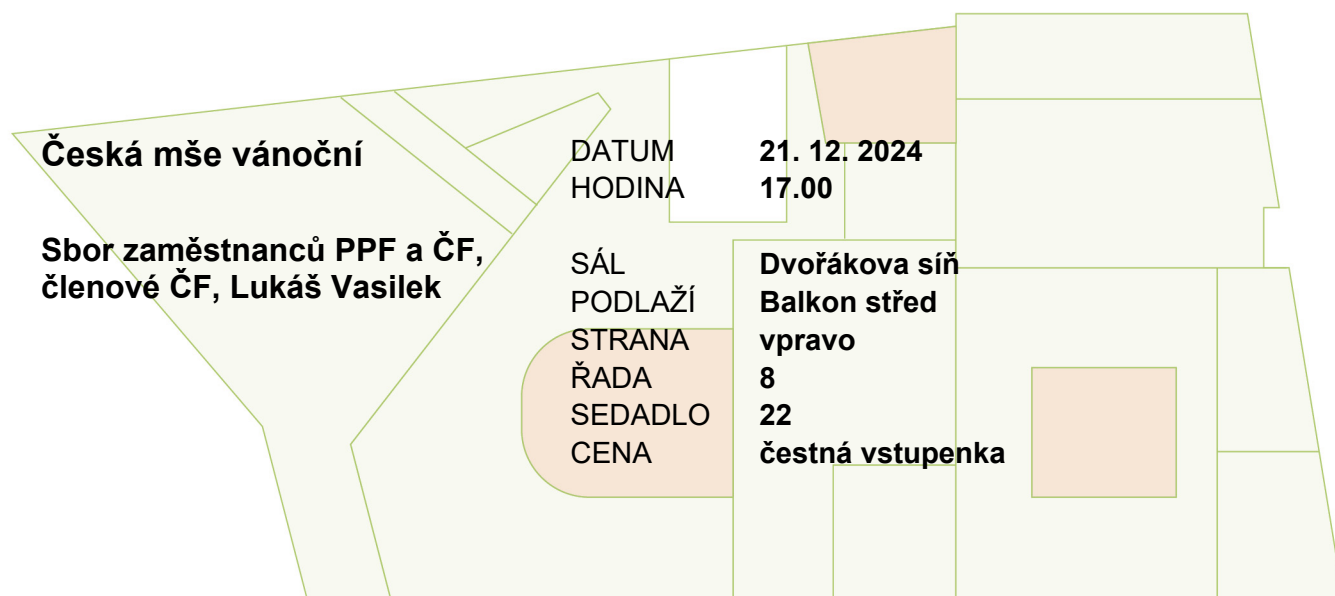 Česká mše vánoční
Sbor zaměstnanců PPF a ČF,
členové ČF, Lukáš Vasilek
DATUM 21. 12. 2024
HODINA 17.00
SÁL Dvořákova síň
PODLAŽÍ Balkon střed
STRANA vpravo
ŘADA 8
SEDADLO 22
CENA čestná vstupenka